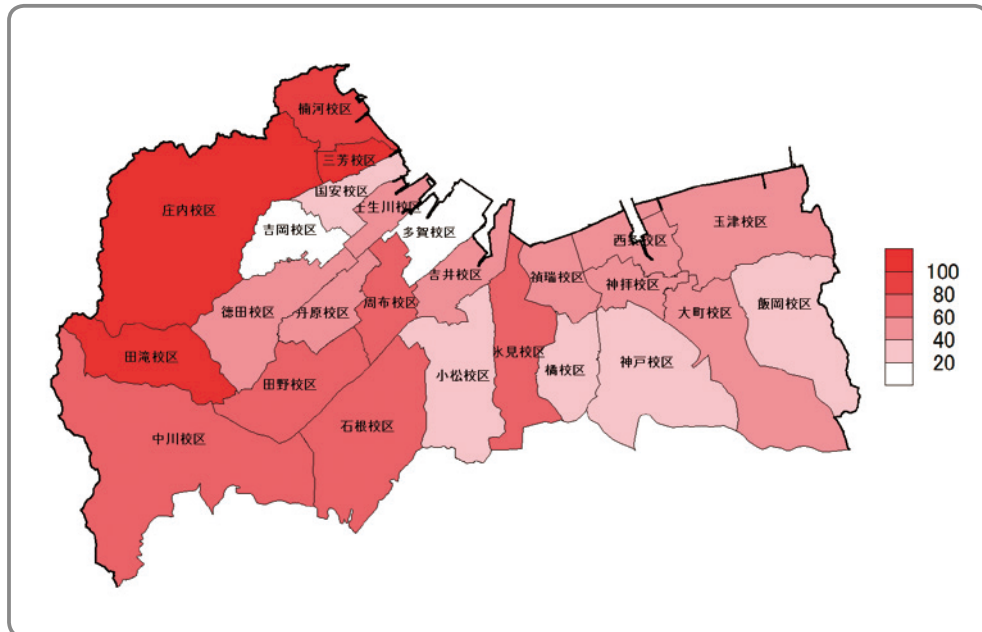 楠河校区
三芳校区
国安校区
庄内校区
壬生川校区
吉岡校区
多賀校区
西条校区
玉津校区
吉井校区
禎瑞校区
神拝校区
周布校区
飯岡校区
徳田校区
丹原校区
大町校区
田滝校区
氷見校区
田野校区
小松校区
橘校区
神戸校区
中川校区
石根校区
100
80
60
40
20